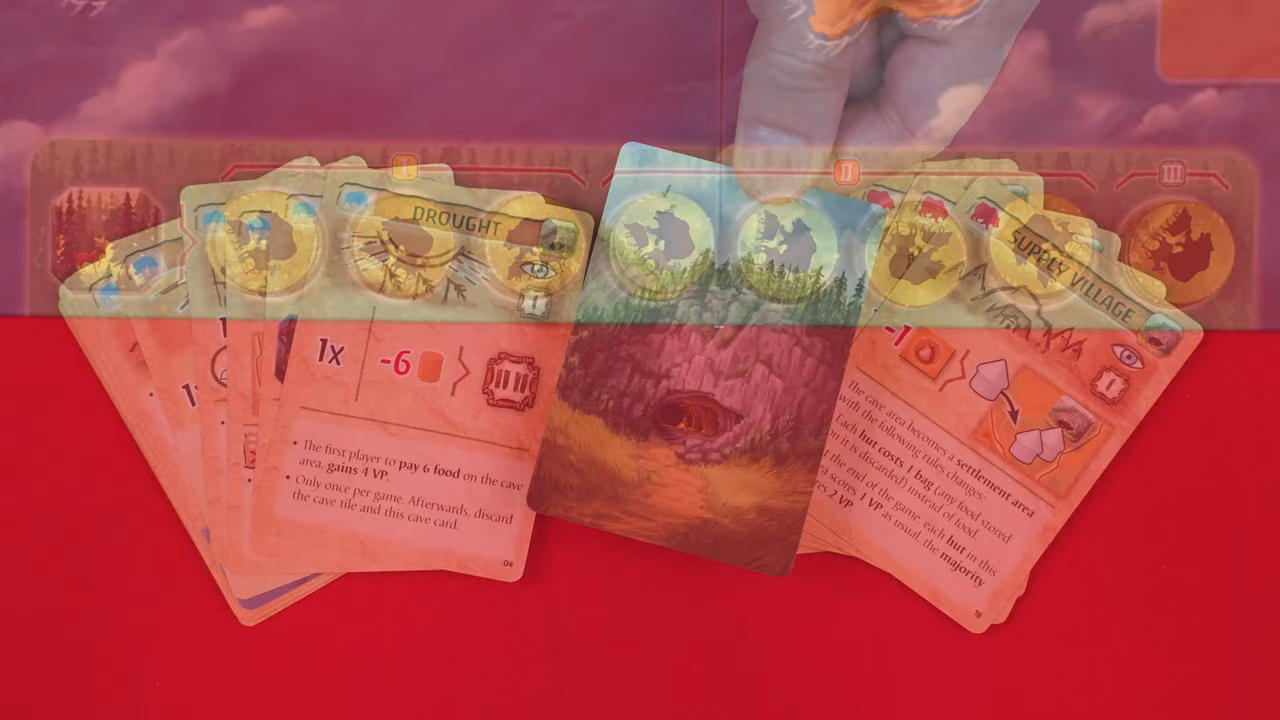 I
II
III
DROUGHT
I
1x
-6
• The first player to pay 6 food on the cave
area, gains 4 VP.
• Only once per game. Afterwards, discard
the cave tile and this cave card.
04
SUPPLY VILLAGE
-1
I
The cave area becomes a settlement area
with the following rules changes:
Each hut costs 1 bag (any food stored
on it is discarded) instead of food.
t the end of the game, each hut in this
a scores 1 VP as usual, the majority
es 2 VP.
18